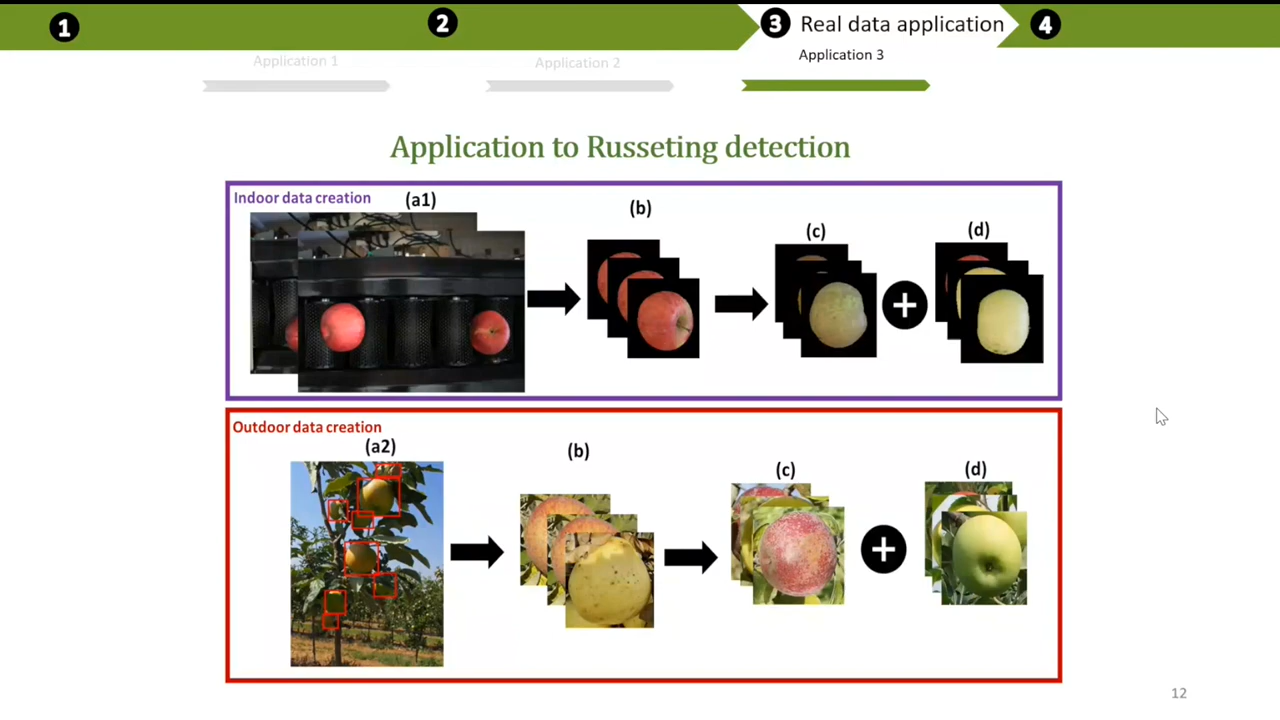 1
2
3 Real data application
4
Application 1
Application 2
Application 3
Application to Russeting detection
Indoor data creation
(a1)
(b)
(c)
(d)
+
Outdoor data creation
(a2)
(b)
(c)
(d)
+
12